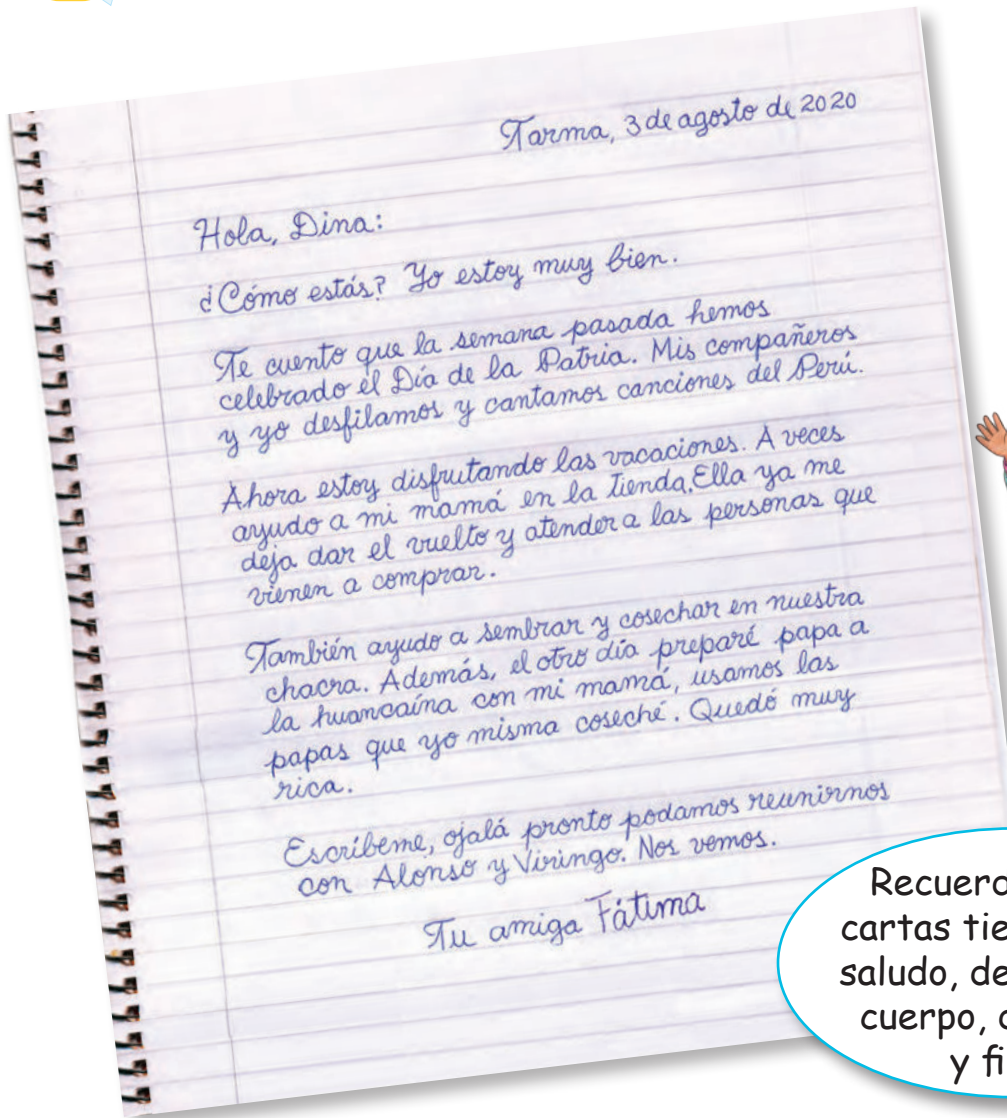 Tarma, 3 de agosto de 2020
Hola, Dina:
¿Cómo estás? Yo estoy muy bien.
Te cuento que la semana pasada hemos
celebrado el Día de la Patria. Mis compañeros
y yo desfilamos y cantamos canciones del Perú.
Ahora estoy disfrutando las vacaciones. A veces
ayudo a mi mamá en la tienda. Ella ya me
deja dar el vuelto y atender a las personas que
vienen a comprar.
También ayudo a sembrar y cosechar en nuestra
chacra. Además, el otro día preparé papa a
la huancaína con mi mamá, usamos las
papas que yo misma coseché. Quedó muy
rica.
Escríbeme, ojalá pronto podamos reunirnos
con Alonso y Viringo. Nos vemos.
Tu amiga Fátima
cartas
saludo,
cuerpo,
y